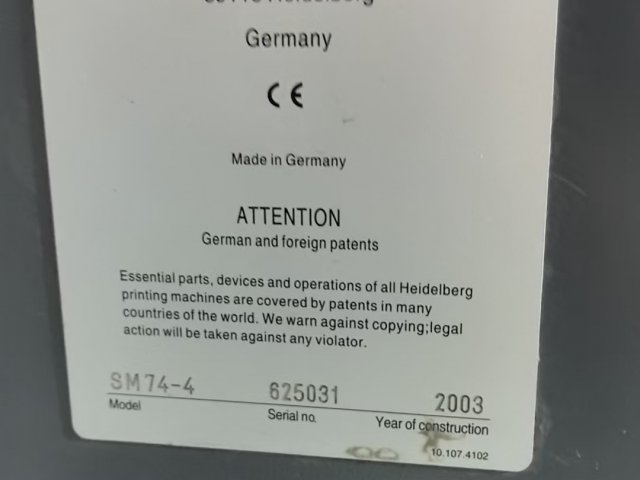 Heidelberg
Germany
CE
Made in Germany
ATTENTION
German and foreign patents
Essential parts, devices and operations of all Heidelberg
printing machines are covered by patents in many
countries of the world. We warn against copying;legal
action will be taken against any violator.
SM74-4 625031 2003
Model Serial no. Year of construction
10.107.4102